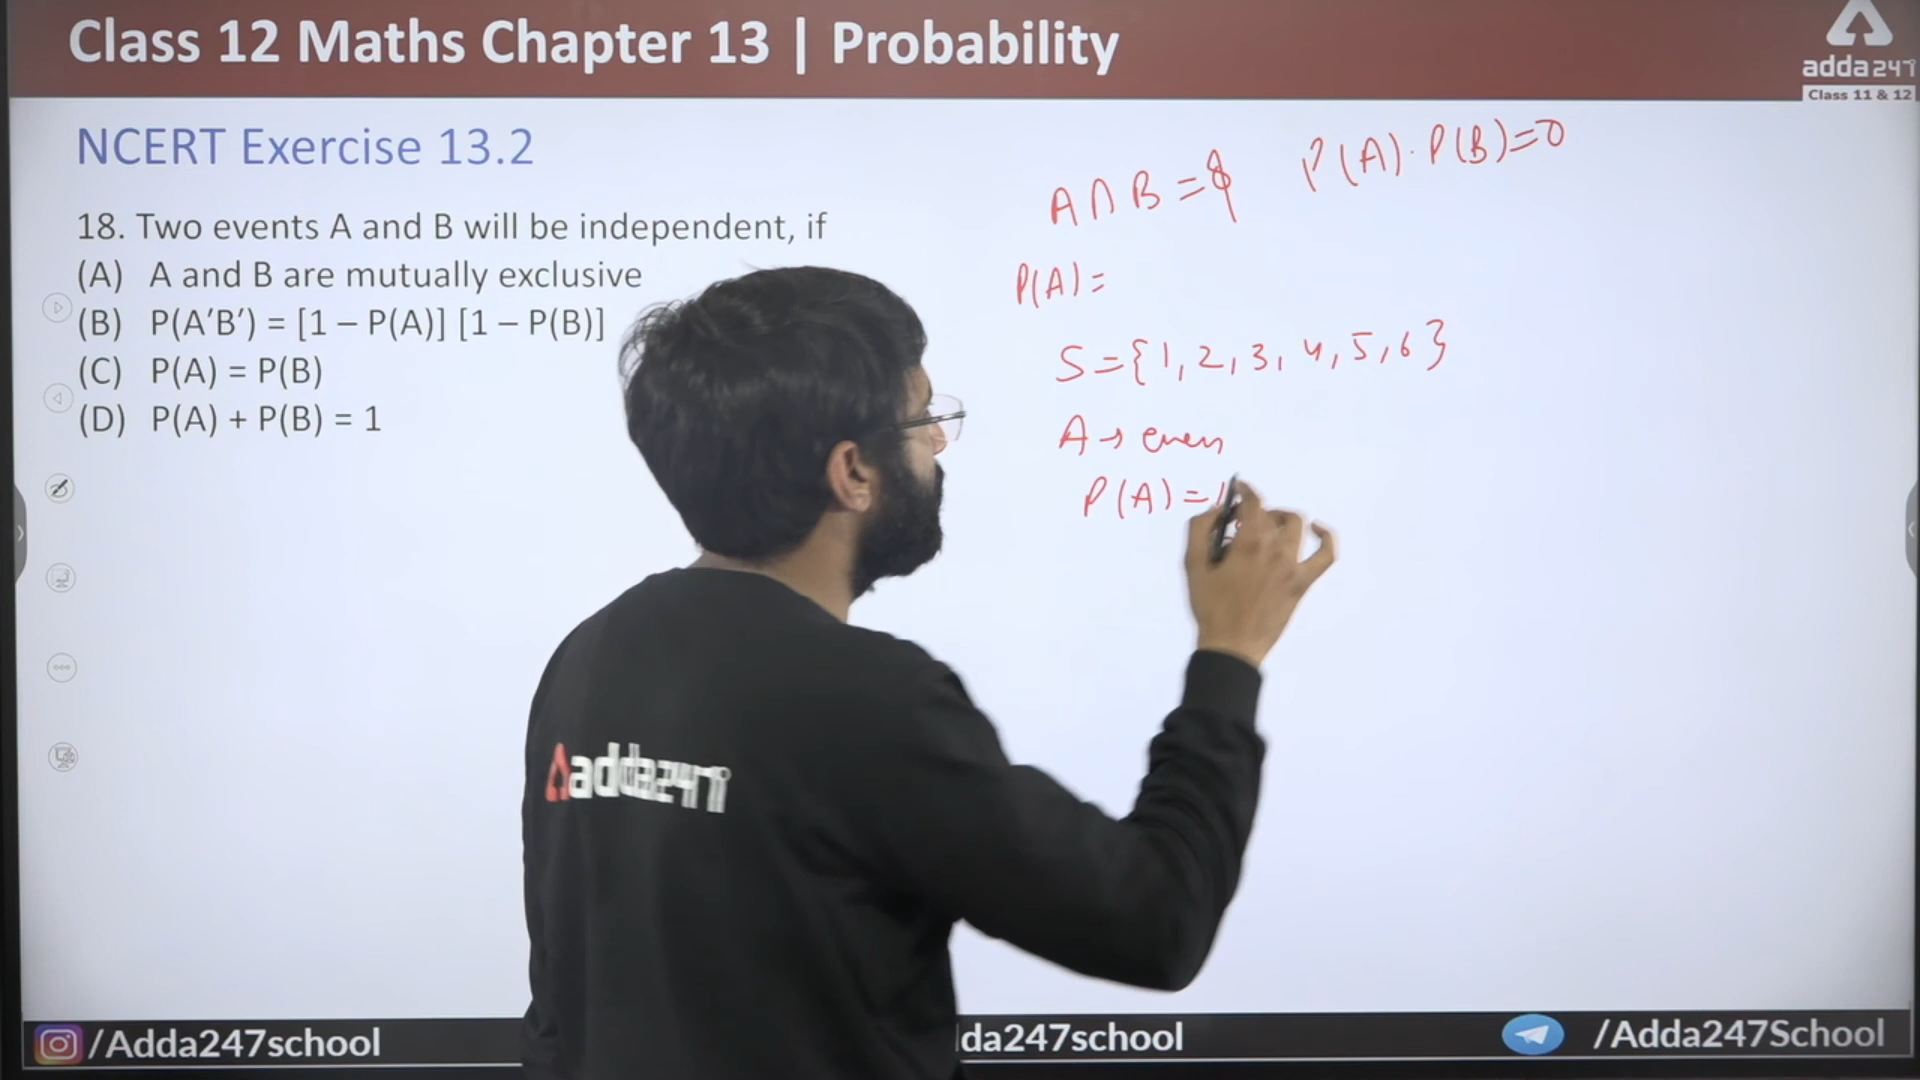 Class 12 Maths Chapter 13 | Probability
adda247
Class 11 & 12
NCERT Exercise 13.2
18. Two events A and B will be independent, if
(A) A and B are mutually exclusive
(B) P(A′B′) = [1 – P(A)] [1 – P(B)]
(C) P(A) = P(B)
(D) P(A) + P(B) = 1
A∩B=ϕ P(A)·P(B)=0
P(A)=
S={1,2,3,4,5,6}
A→even
P(A)=
adda247
/Adda247school
da247school
/Adda247School